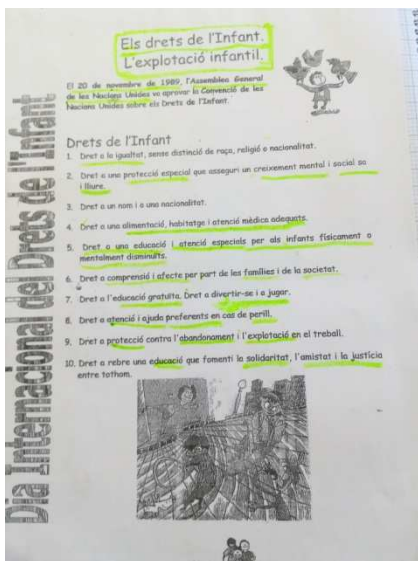 Els drets de l'Infant.
L'explotació infantil.
El 20 de novembre de 1989, l'Assemblea General
de les Nacions Unides va aprovar la Convenció de les
Nacions Unides sobre els Drets de l'Infant.
Dia Internacional del Drets de l'Infant
Drets de l'Infant
1. Dret a la igualtat, sense distinció de raça, religió o nacionalitat.
2. Dret a una protecció especial que asseguri un creixement mental i social sa
i lliure.
3. Dret a un nom i a una nacionalitat.
4. Dret a una alimentació, habitatge i atenció mèdica adequats.
5. Dret a una educació i atenció especials per als infants físicament o
mentalment disminuïts.
6. Dret a comprensió i afecte per part de les famílies i de la societat.
7. Dret a l'educació gratuïta. Dret a divertir-se i a jugar.
8. Dret a atenció i ajuda preferents en cas de perill.
9. Dret a protecció contra l'abandonament i l'explotació en el treball.
10. Dret a rebre una educació que fomenti la solidaritat, l'amistat i la justícia
entre tothom.